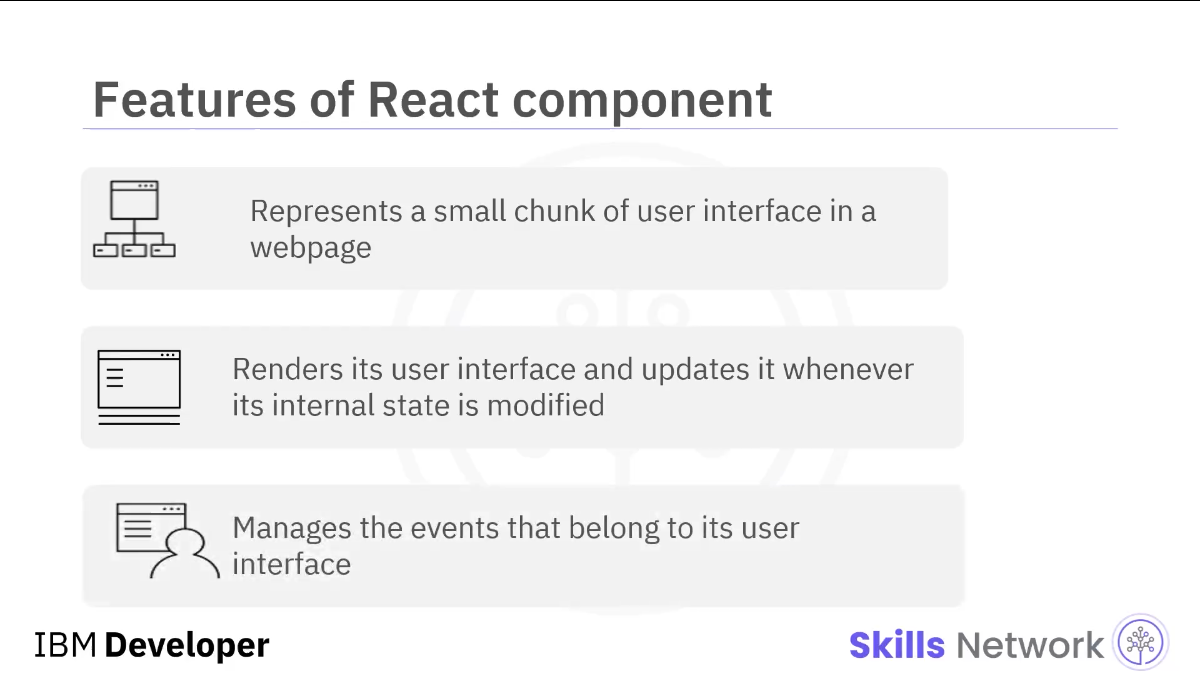 Features of React component
Represents a small chunk of user interface in a
webpage
Renders its user interface and updates it whenever
its internal state is modified
Manages the events that belong to its user
interface
IBM Developer
Skills Network